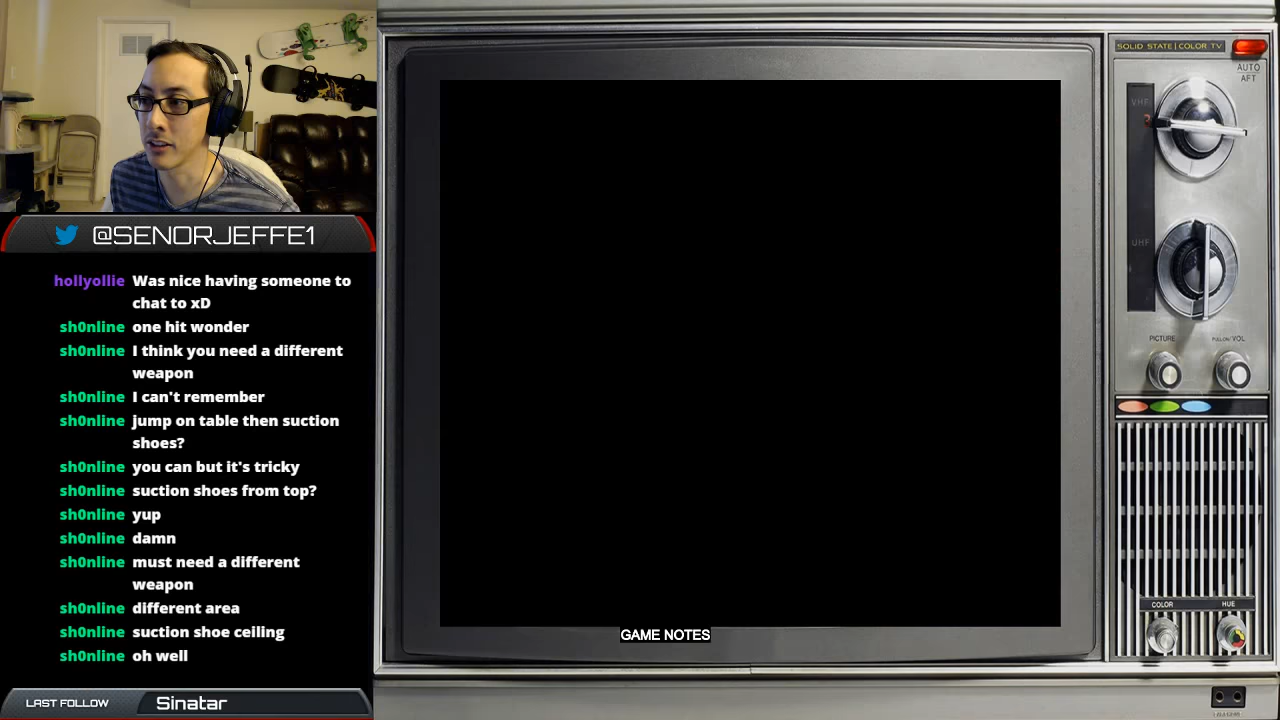 @SENORJEFFE1
hollyollie Was nice having someone to
chat to xD
sh0nline one hit wonder
sh0nline I think you need a different
weapon
sh0nline I can't remember
sh0nline jump on table then suction
shoes?
sh0nline you can but it's tricky
sh0nline suction shoes from top?
sh0nline yup
sh0nline damn
sh0nline must need a different
weapon
sh0nline different area
sh0nline suction shoe ceiling
sh0nline oh well
LAST FOLLOW Sinatar
GAME NOTES
SOLID STATE | COLOR TV
AUTO
AFT
VHF
UHF
PICTURE
VOL
COLOR HUE